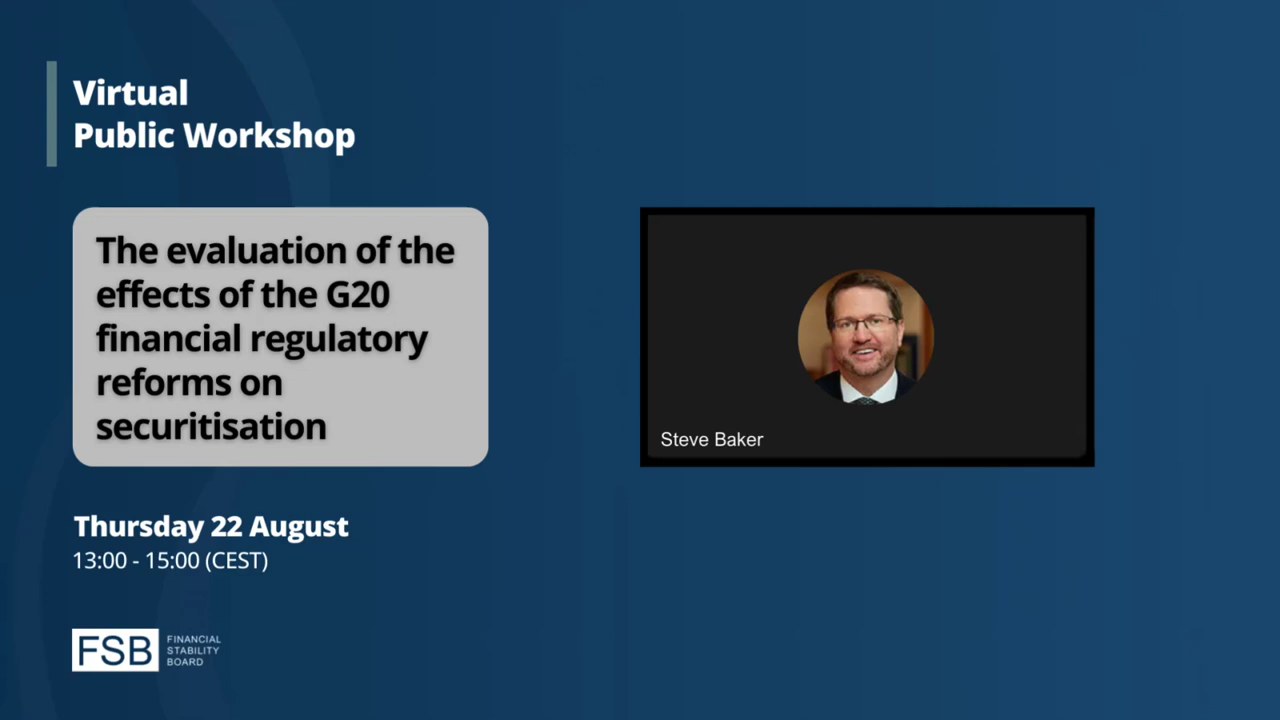 Virtual
Public Workshop
The evaluation of the
effects of the G20
financial regulatory
reforms on
securitisation
Steve Baker
Thursday 22 August
13:00 - 15:00 (CEST)
FSB
FINANCIAL
STABILITY
BOARD